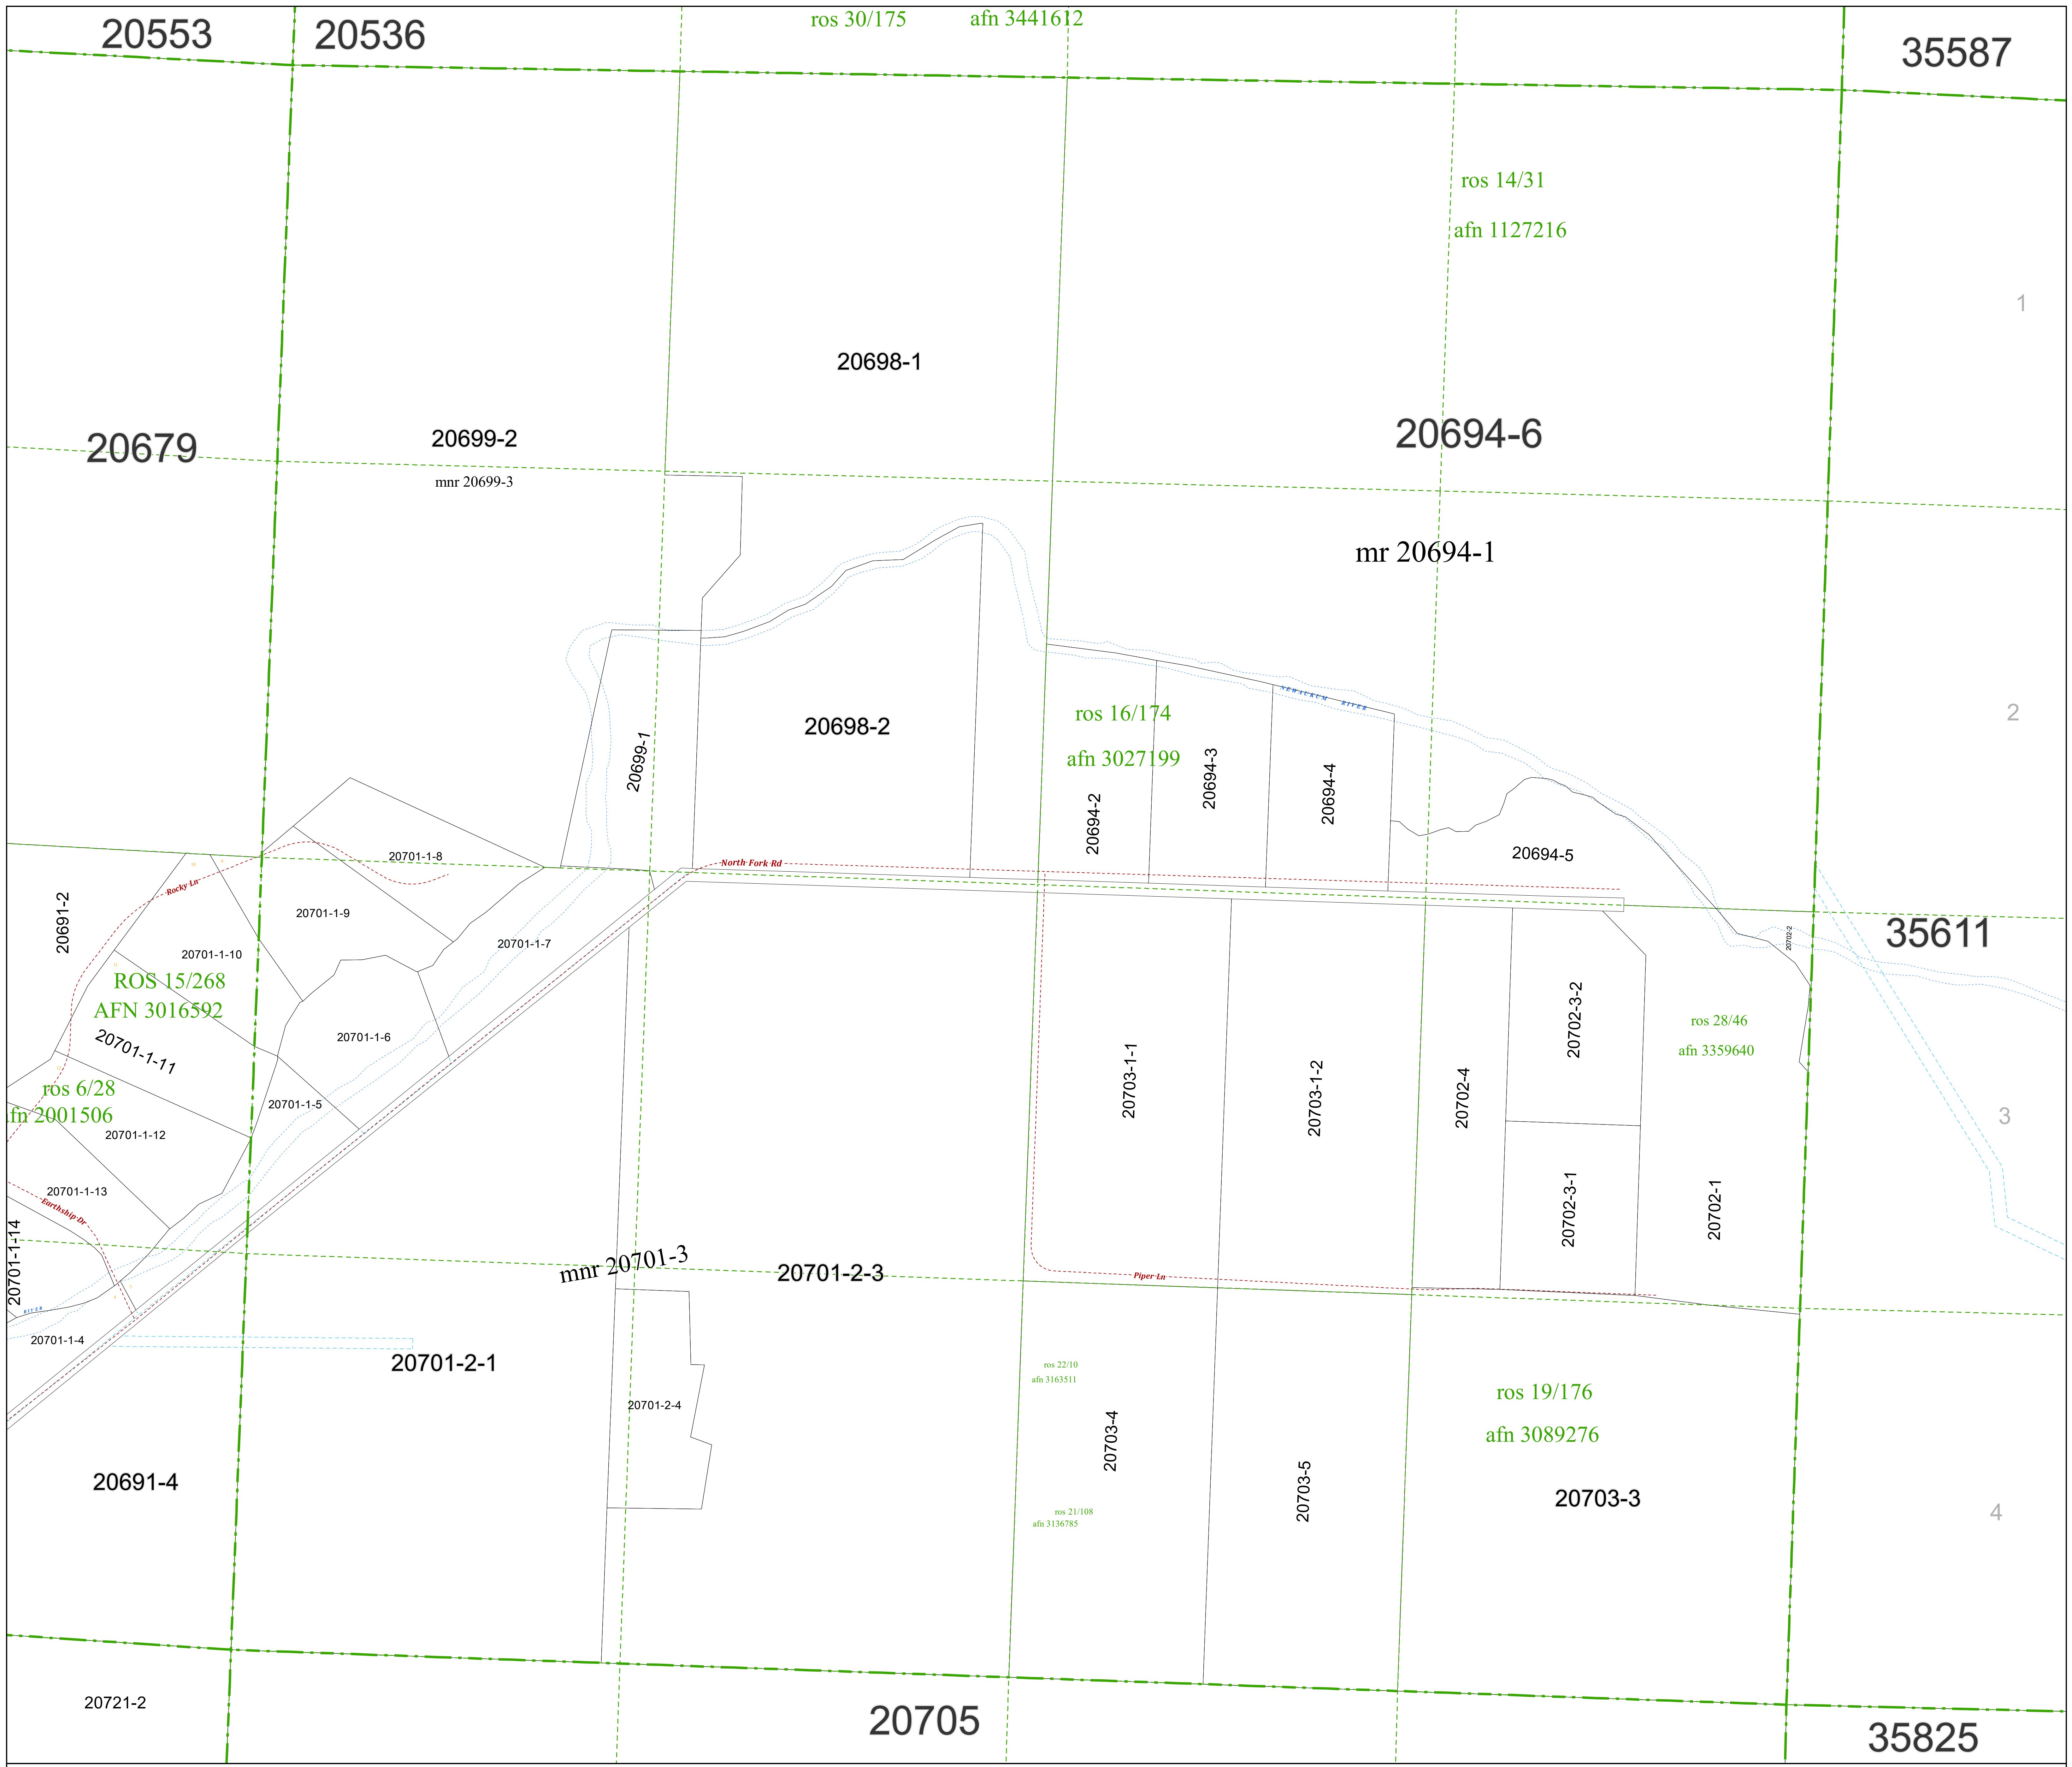 ros 30/175
afn 3441612
20553
20536
35587
ros 14/31
afn 1127216
1
20698-1
20699-2
20694-6
20679
mnr 20699-3
mr 20694-1
NEWAUKUM RIVER
ros 16/174
afn 3027199
2
20698-2
20699-1
20694-2
20694-3
20694-4
20694-5
North Fork Rd
20701-1-8
Rocky Ln
20691-2
20701-1-9
20701-1-10
20701-1-7
20702-2
35611
ROS 15/268
AFN 3016592
20701-1-11
20701-1-6
20703-1-1
20703-1-2
20702-4
20702-3-2
ros 28/46
afn 3359640
3
ros 6/28
fn 2001506
20701-1-5
20701-1-12
20701-1-13
Earthship Dr
20701-1-14
20702-3-1
20702-1
mnr 20701-3
20701-2-3
Piper Ln
RIVER
20701-1-4
20701-2-1
20701-2-4
ros 22/10
afn 3163511
20703-4
20703-5
ros 19/176
afn 3089276
20691-4
20703-3
ros 21/108
afn 3136785
4
20721-2
20705
35825